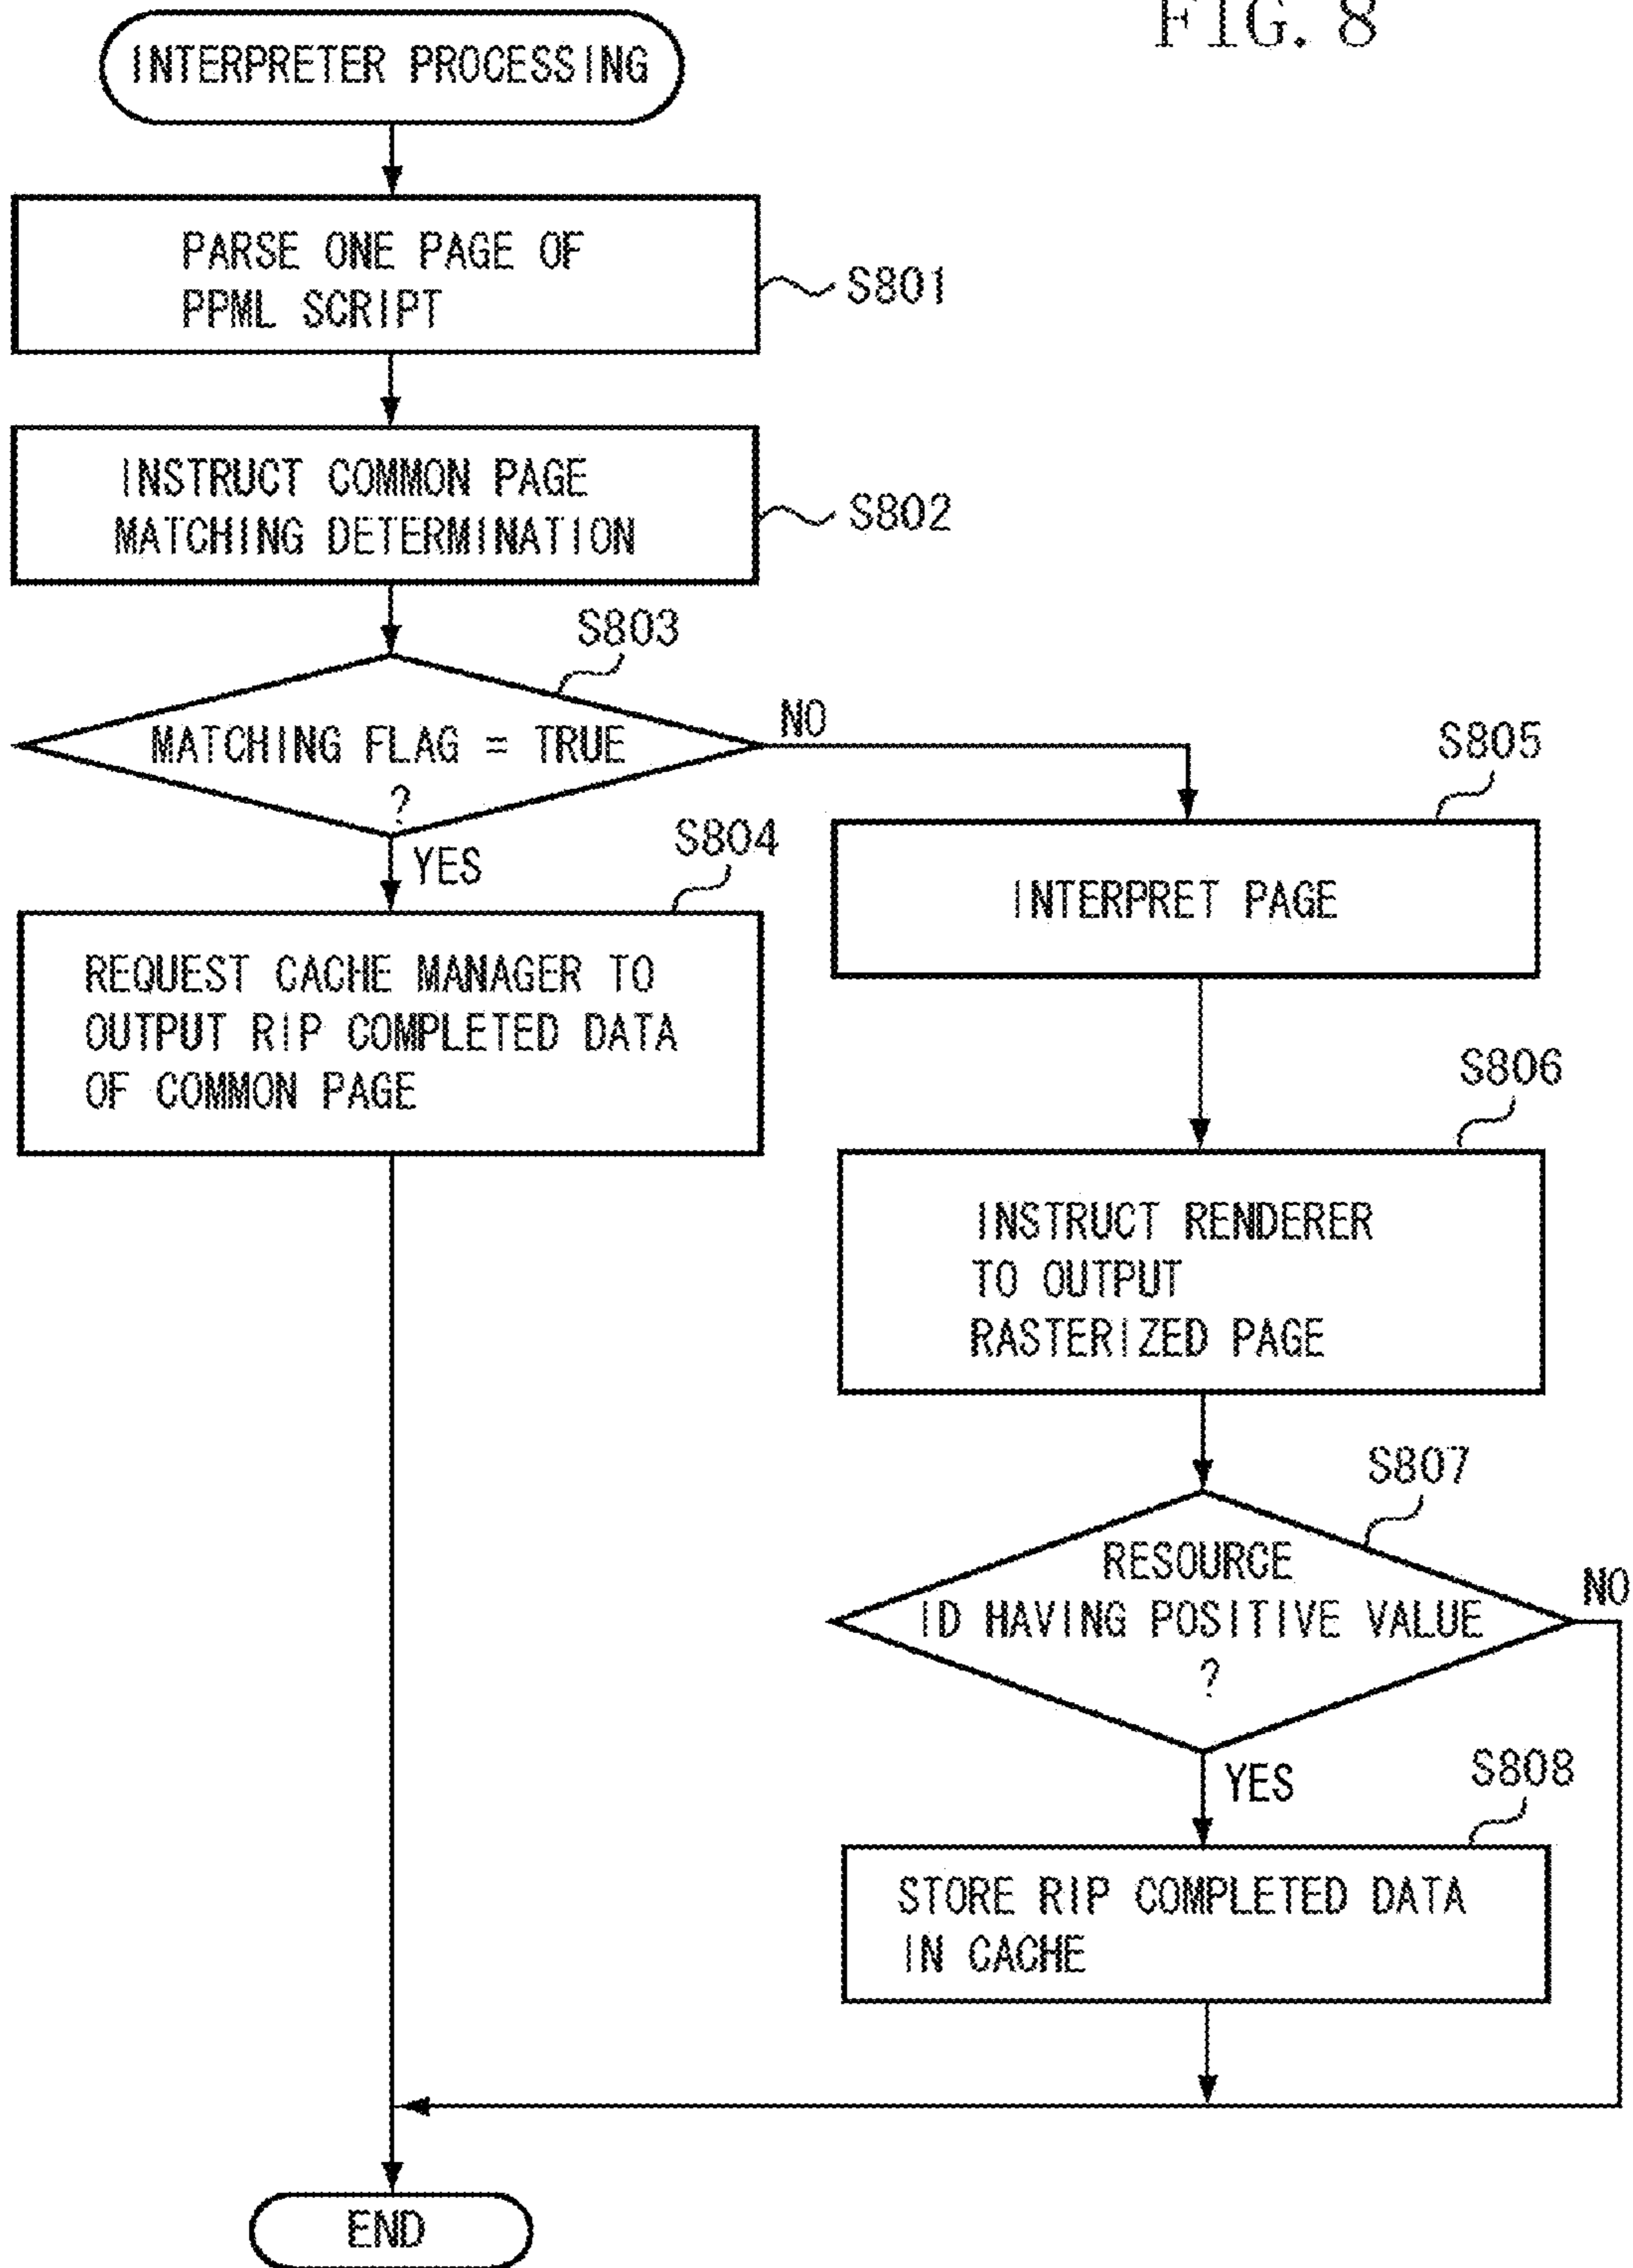 FIG. 8
INTERPRETER PROCESSING
PARSE ONE PAGE OF
PPML SCRIPT
S801
INSTRUCT COMMON PAGE
MATCHING DETERMINATION
S802
S803
MATCHING FLAG = TRUE
?
NO
YES
S804
REQUEST CACHE MANAGER TO
OUTPUT RIP COMPLETED DATA
OF COMMON PAGE
S805
INTERPRET PAGE
S806
INSTRUCT RENDERER
TO OUTPUT
RASTERIZED PAGE
S807
RESOURCE
ID HAVING POSITIVE VALUE
?
NO
YES
S808
STORE RIP COMPLETED DATA
IN CACHE
END